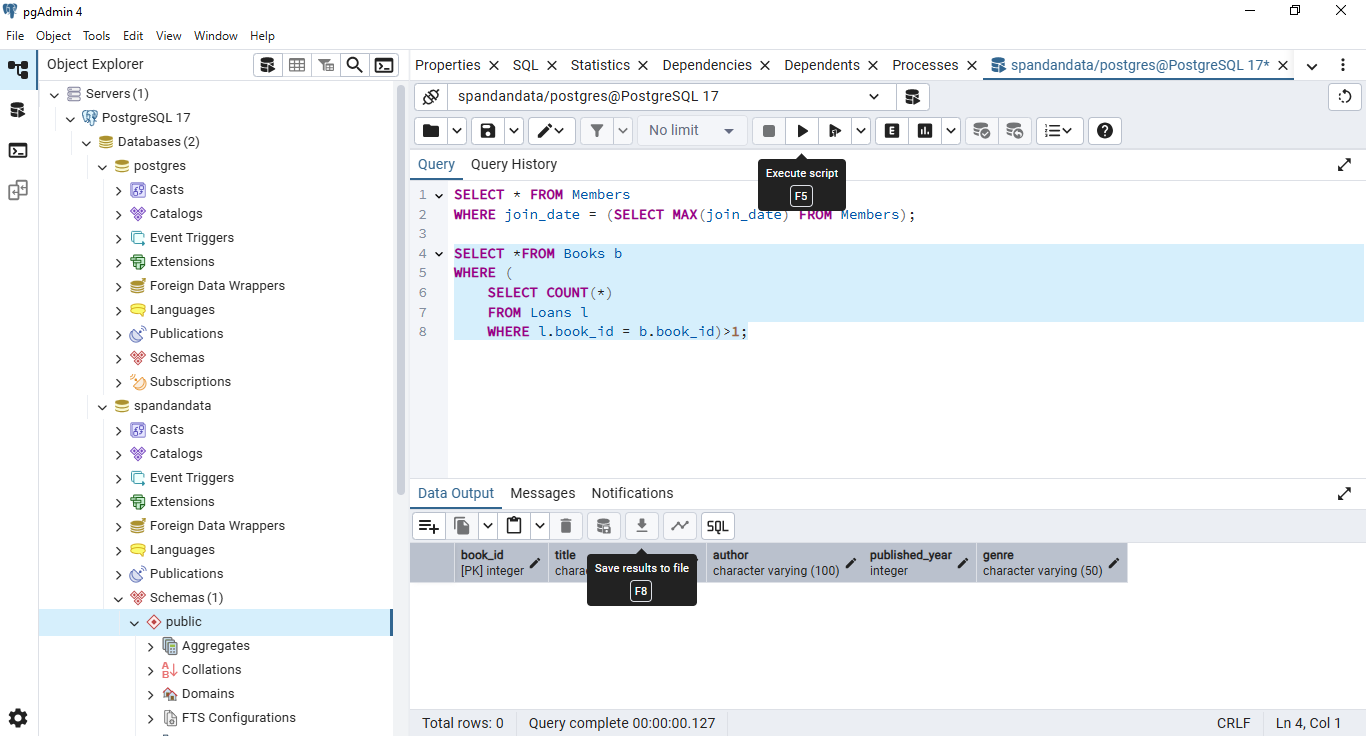 pgAdmin 4
File Object Tools Edit View Window Help
Object Explorer
Properties SQL Statistics Dependencies Dependents Processes spandandata/postgres@PostgreSQL 17*
Servers (1)
PostgreSQL 17
Databases (2)
postgres
Casts
Catalogs
Event Triggers
Extensions
Foreign Data Wrappers
Languages
Publications
Schemas
Subscriptions
spandandata
Casts
Catalogs
Event Triggers
Extensions
Foreign Data Wrappers
Languages
Publications
Schemas (1)
public
Aggregates
Collations
Domains
FTS Configurations
spandandata/postgres@PostgreSQL 17
No limit
E
Execute script
F5
Query Query History
1 SELECT * FROM Members
2 WHERE join_date = (SELECT MAX(join_date) FROM Members);
3
4 SELECT *FROM Books b
5 WHERE (
6 SELECT COUNT(*)
7 FROM Loans l
8 WHERE l.book_id = b.book_id)>1;
Data Output Messages Notifications
SQL
Save results to file
F8
book_id title author published_year genre
[PK] integer character varying (100) integer character varying (50)
Total rows: 0 Query complete 00:00:00.127 CRLF Ln 4, Col 1